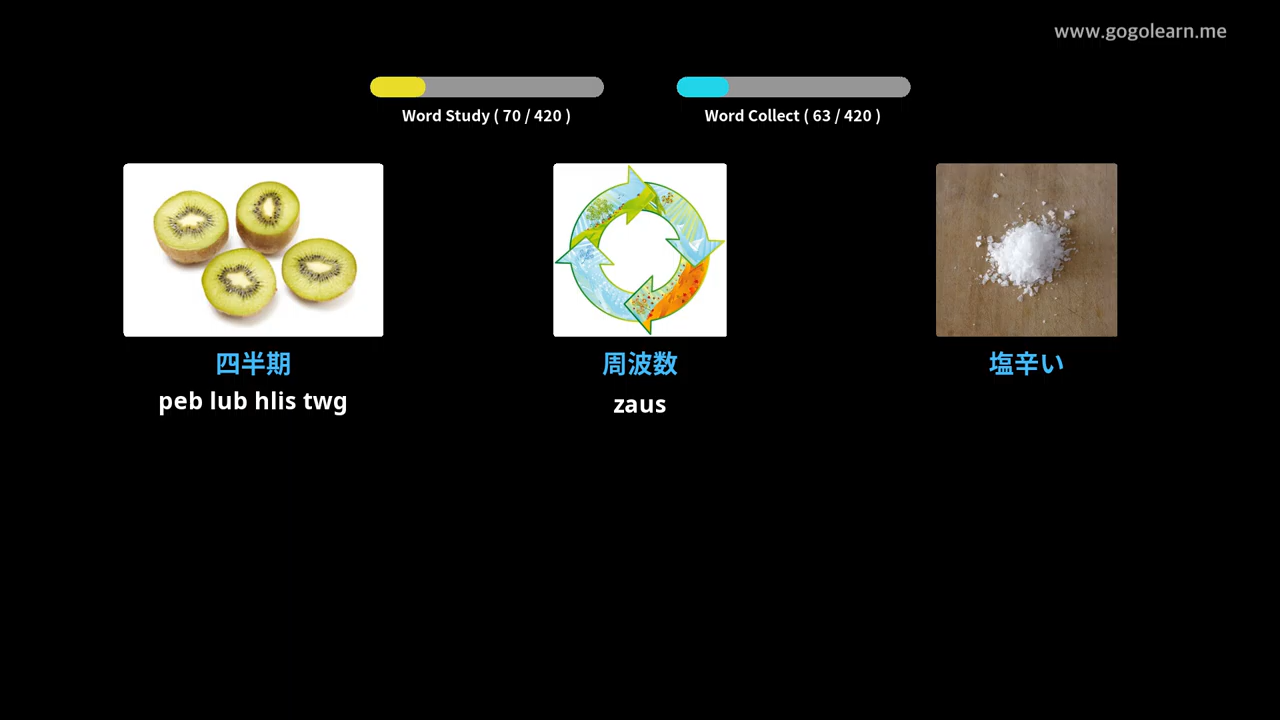 www.gogolearn.me
Word Study ( 70 / 420 )
Word Collect ( 63 / 420 )
四半期
peb lub hlis twg
周波数
zaus
塩辛い